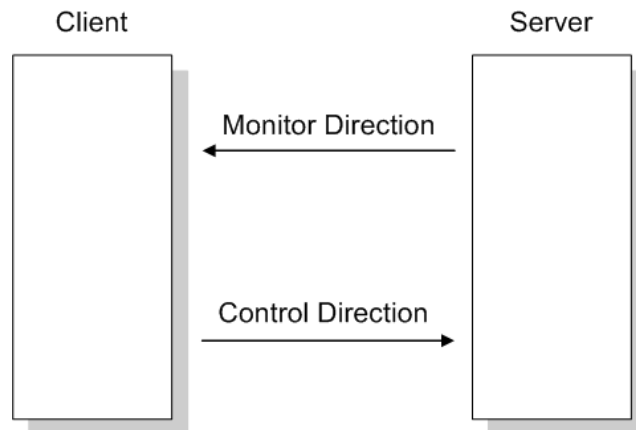 Client
Server
Monitor Direction
Control Direction